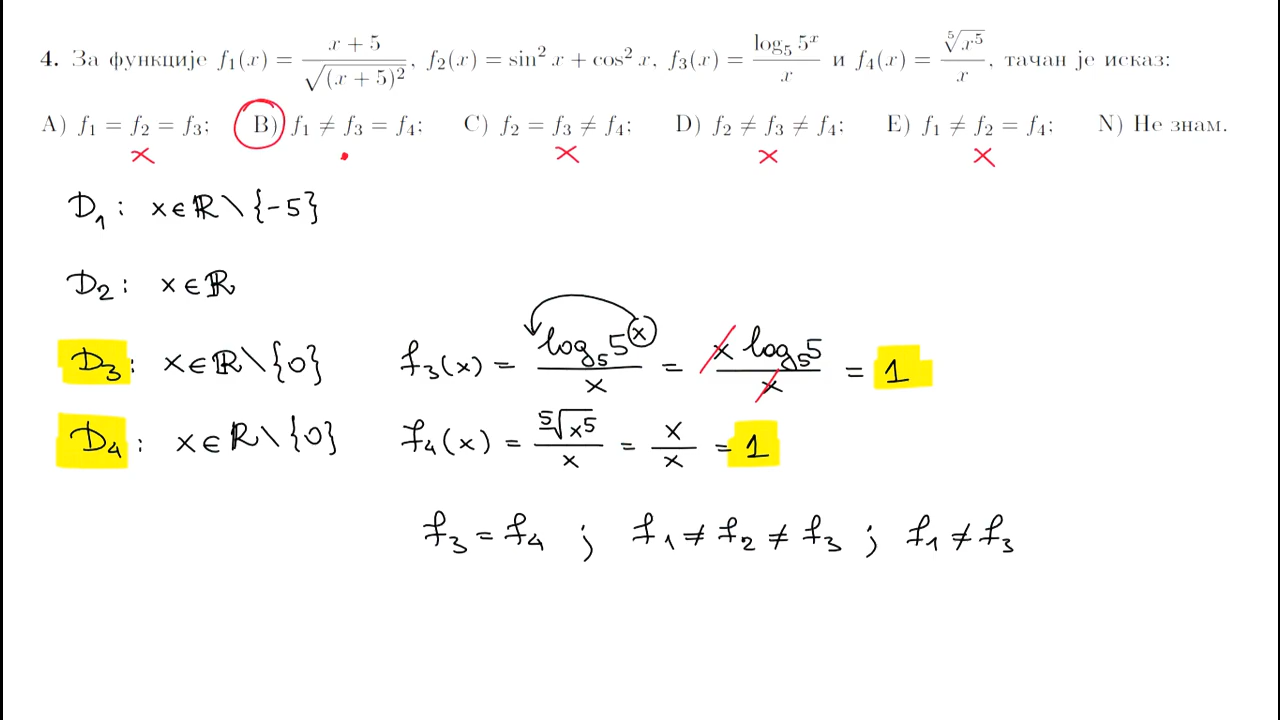 4. За функције f₁(x) = (x + 5)/√((x + 5)²), f₂(x) = sin² x + cos² x, f₃(x) = (log₅ 5ˣ)/x и f₄(x) = ⁵√(x⁵)/x, тачан је исказ:
A) f₁ = f₂ = f₃; B) f₁ ≠ f₃ = f₄; C) f₂ = f₃ ≠ f₄; D) f₂ ≠ f₃ ≠ f₄; E) f₁ ≠ f₂ = f₄; N) Не знам.
D₁: x ∈ ℝ \ {-5}
D₂: x ∈ ℝ
D₃: x ∈ ℝ \ {0} f₃(x) = (log₅ 5ˣ)/x = (x log₅ 5)/x = 1
D₄: x ∈ ℝ \ {0} f₄(x) = ⁵√(x⁵)/x = x/x = 1
f₃ = f₄ ; f₁ ≠ f₂ ≠ f₃ ; f₁ ≠ f₃